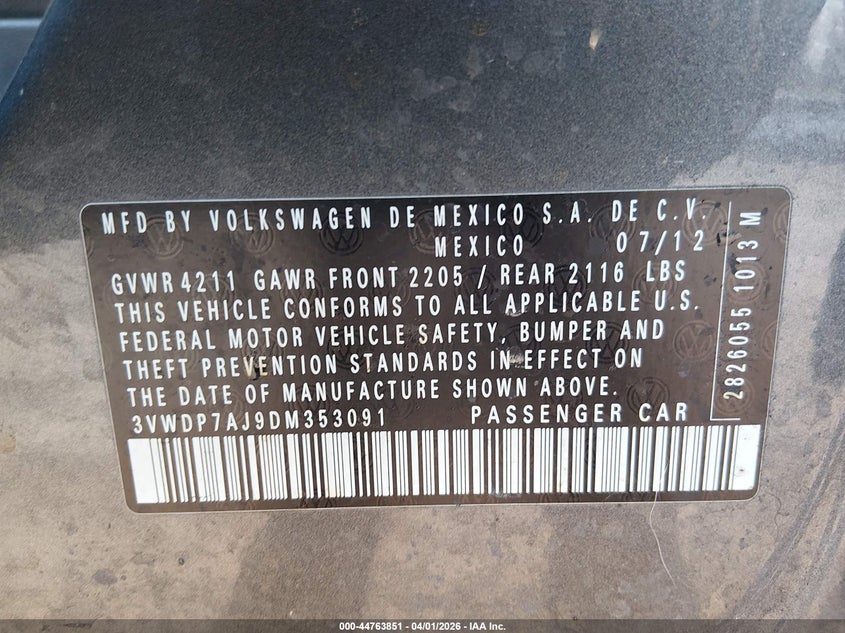 MFD BY VOLKSWAGEN DE MEXICO S.A. DE C.V.
MEXICO 07/12
GVWR 4211 GAWR FRONT 2205 / REAR 2116 LBS
THIS VEHICLE CONFORMS TO ALL APPLICABLE U.S.
FEDERAL MOTOR VEHICLE SAFETY, BUMPER AND
THEFT PREVENTION STANDARDS IN EFFECT ON
THE DATE OF MANUFACTURE SHOWN ABOVE.
3VWDP7AJ9DM353091 PASSENGER CAR
2826055 1013 M
000-44763851 | 04/01/2026 - IAA Inc.